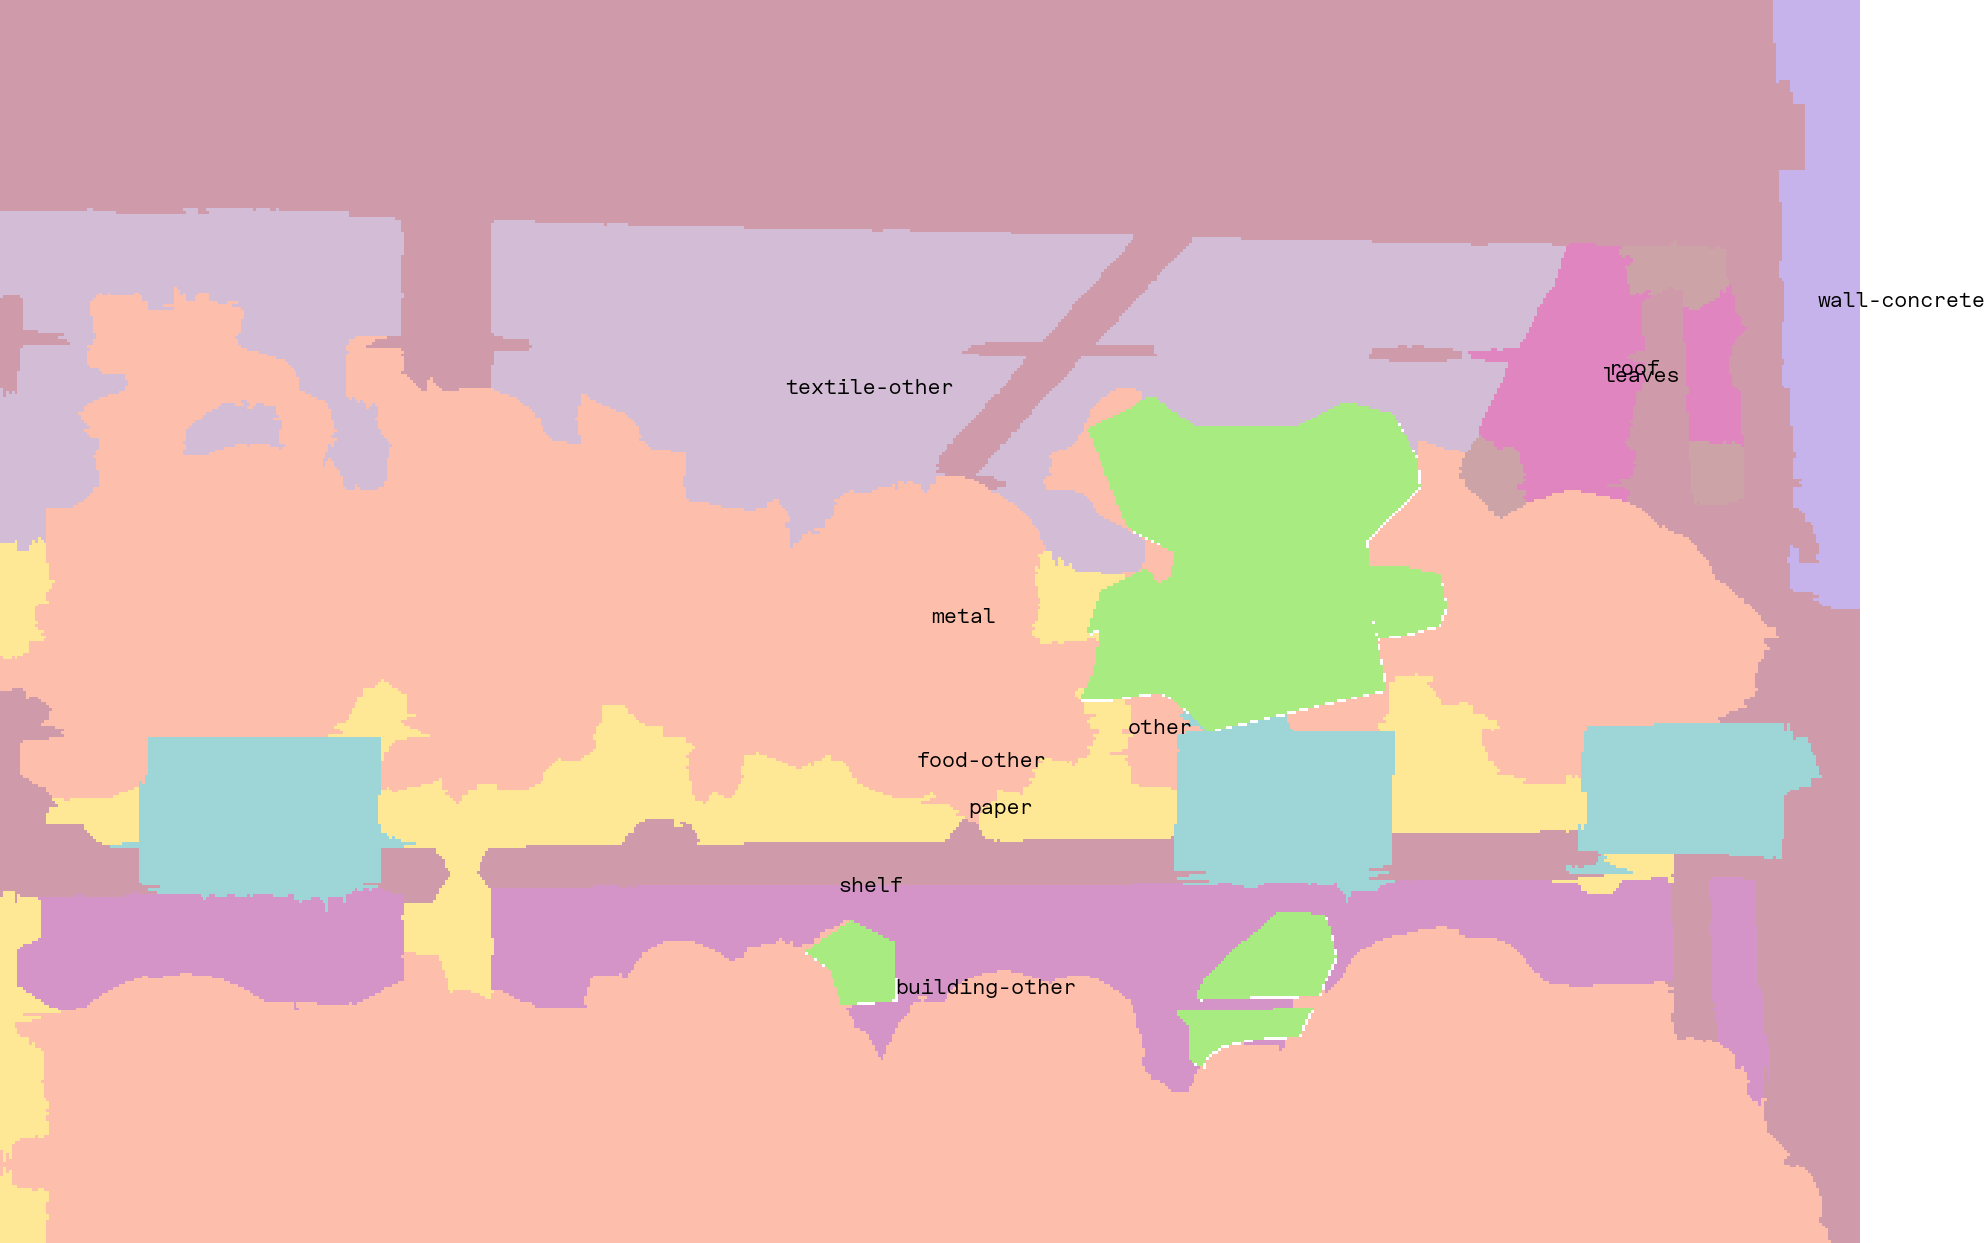 wall-concrete
roof
leaves
textile-other
metal
other
food-other
paper
shelf
building-other